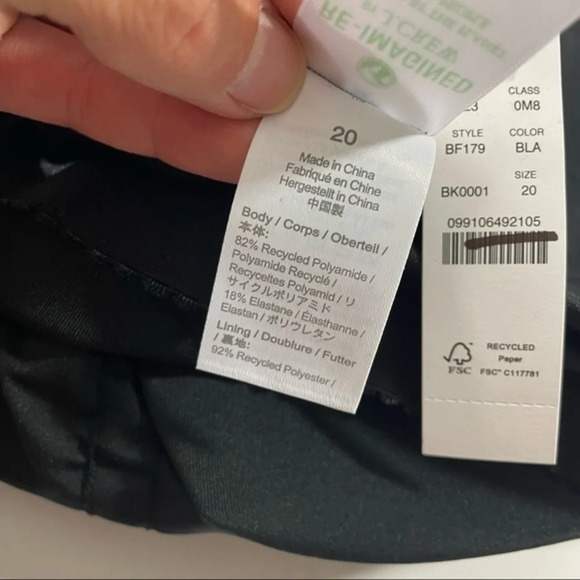 RE-IMAGINED
BY J.CREW
20
Made in China
Fabriqué en Chine
Hergestellt in China
中国製
Body / Corps / Oberteil /
本体:
82% Recycled Polyamide /
Polyamide Recyclé /
Recyceltes Polyamid / リ
サイクルポリアミド
18% Elastane / Élasthanne /
Elastan / ポリウレタン
Lining / Doublure / Futter
/ 裏地:
92% Recycled Polyester /
CLASS
0M8
STYLE COLOR
BF179 BLA
SIZE
BK0001 20
099106492105
RECYCLED
Paper
FSC
FSC™ C117781